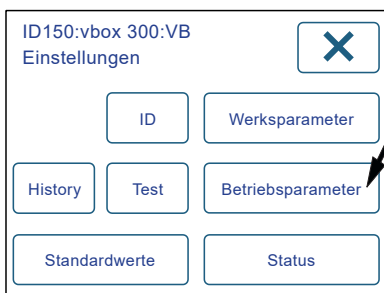 ID150:vbox 300:VB
Einstellungen
ID
Werksparameter
History
Test
Betriebsparameter
Standardwerte
Status